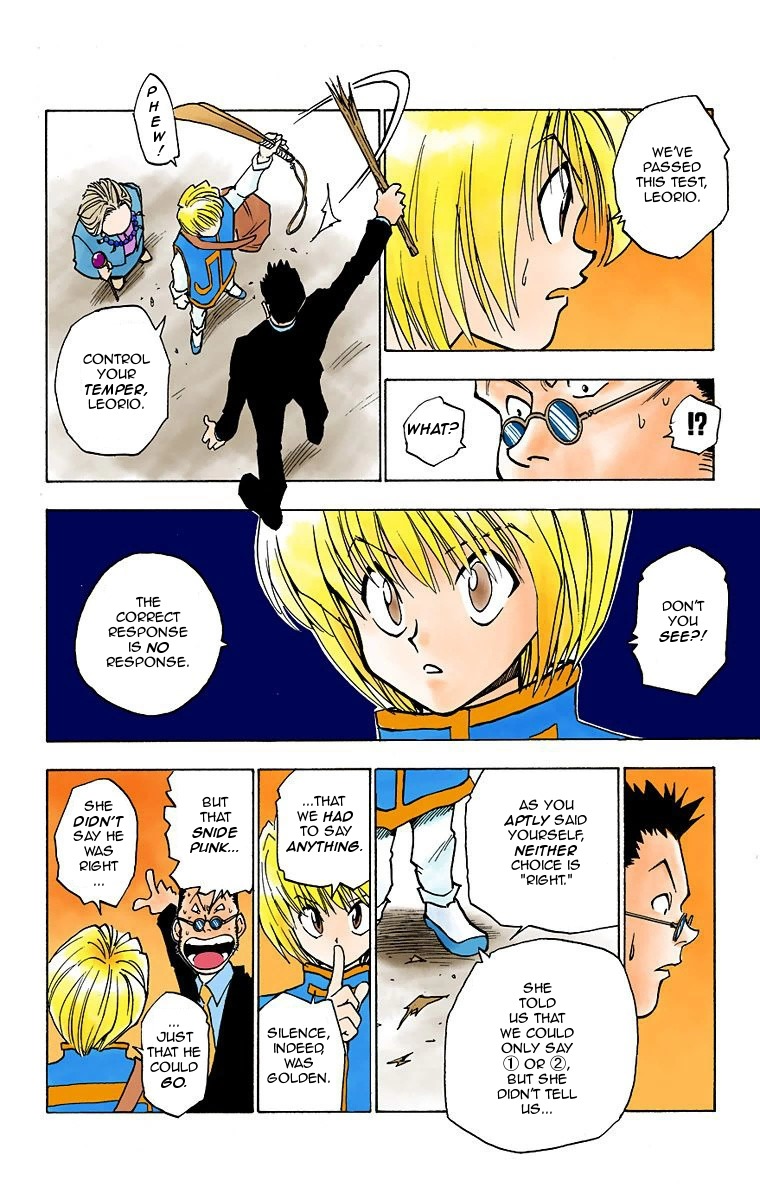 WE'VE
PASSED
THIS TEST,
LEORIO.
!?
WHAT?
PHEW!
CONTROL
YOUR
TEMPER,
LEORIO.
DON'T
YOU
SEE?!
THE
CORRECT
RESPONSE
IS NO
RESPONSE.
AS YOU
APTLY SAID
YOURSELF,
NEITHER
CHOICE IS
"RIGHT."
SHE
TOLD
US THAT
WE COULD
ONLY SAY
① OR ②,
BUT SHE
DIDN'T TELL
US...
...THAT
WE HAD
TO SAY
ANYTHING.
SILENCE,
INDEED,
WAS
GOLDEN.
BUT
THAT
SNIDE
PUNK...
SHE
DIDN'T
SAY HE
WAS
RIGHT
...
...
JUST
THAT HE
COULD
GO.